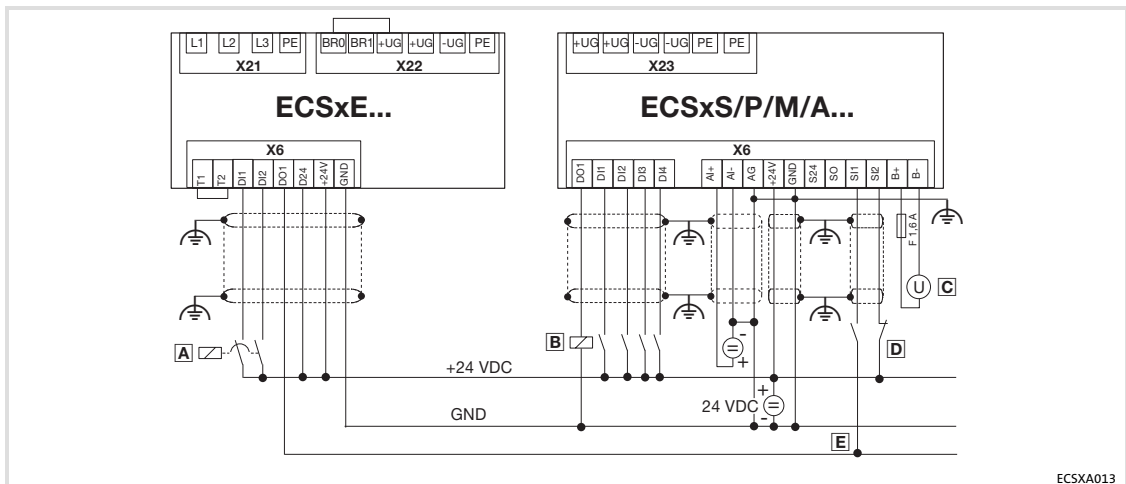 L1 L2 L3 PE BR0 BR1 +UG +UG -UG PE
X21 X22
ECSxE...
X6
T1 T2 DI1 DI2 DO1 D24 +24V GND
+UG +UG -UG -UG PE PE
X23
ECSxS/P/M/A...
X6
DO1 DI1 DI2 DI3 DI4 AI+ AI- AG +24V GND S24 SO SI1 SI2 B+ B-
F 1,6 A
U C
A
B
-
=
+
D
+24 VDC
+
24 VDC =
-
GND
E
ECSXA013